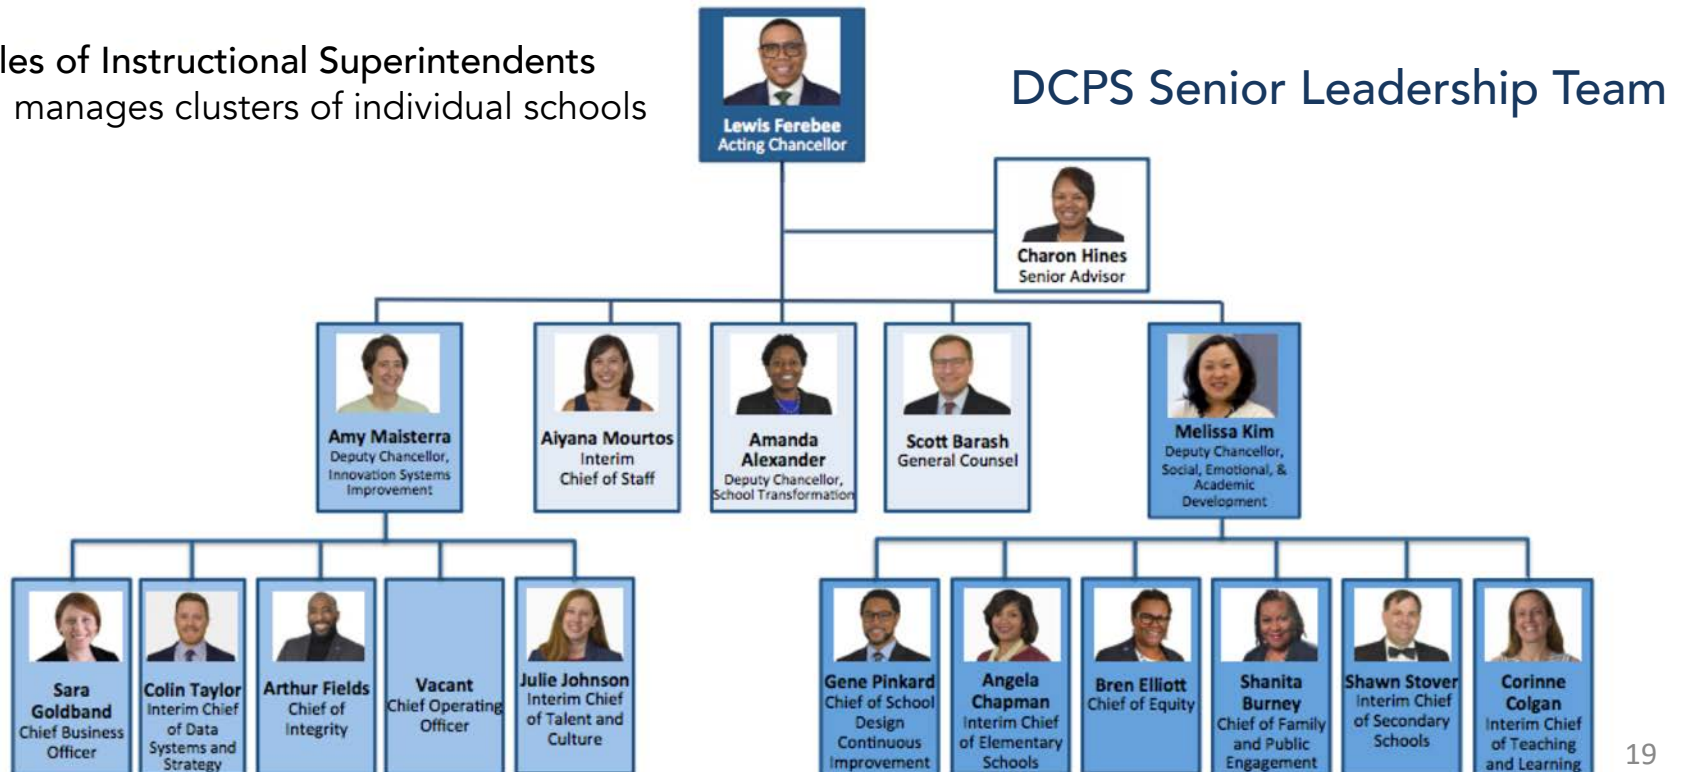 les of Instructional Superintendents
manages clusters of individual schools
DCPS Senior Leadership Team
Lewis Ferebee
Acting Chancellor
Charon Hines
Senior Advisor
Amy Maisterra
Deputy Chancellor,
Innovation Systems
Improvement
Aiyana Mourtos
Interim
Chief of Staff
Amanda
Alexander
Deputy Chancellor,
School Transformation
Scott Barash
General Counsel
Melissa Kim
Deputy Chancellor,
Social, Emotional, &
Academic
Development
Sara
Goldband
Chief Business
Officer
Colin Taylor
Interim Chief
of Data
Systems and
Strategy
Arthur Fields
Chief of
Integrity
Vacant
Chief Operating
Officer
Julie Johnson
Interim Chief
of Talent and
Culture
Gene Pinkard
Chief of School
Design
Continuous
Improvement
Angela
Chapman
Interim Chief
of Elementary
Schools
Bren Elliott
Chief of Equity
Shanita
Burney
Chief of Family
and Public
Engagement
Shawn Stover
Interim Chief
of Secondary
Schools
Corinne
Colgan
Interim Chief
of Teaching
and Learning
19